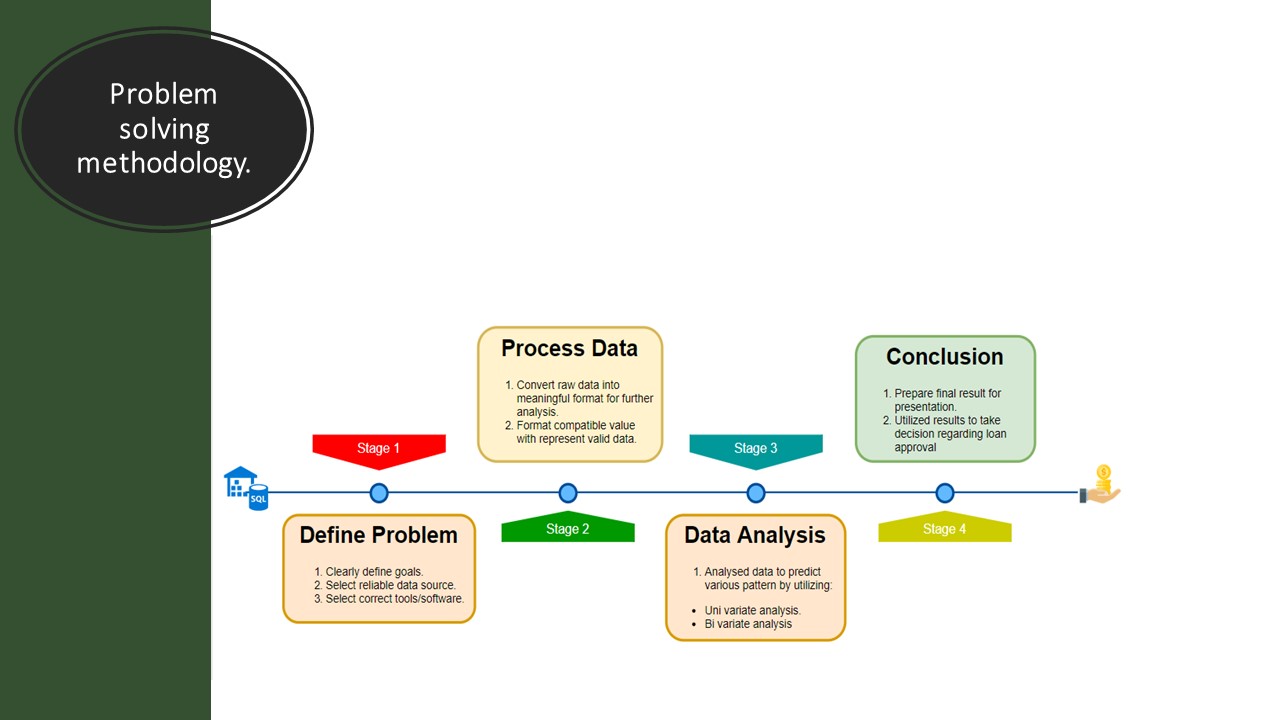 Problem
solving
methodology.
Stage 1
Define Problem
1. Clearly define goals.
2. Select reliable data source.
3. Select correct tools/software.
SQL
Process Data
1. Convert raw data into
meaningful format for further
analysis.
2. Format compatible value
with represent valid data.
Stage 2
Stage 3
Data Analysis
1. Analysed data to predict
various pattern by utilizing:
• Uni variate analysis.
• Bi variate analysis
Conclusion
1. Prepare final result for
presentation.
2. Utilized results to take
decision regarding loan
approval
Stage 4
$